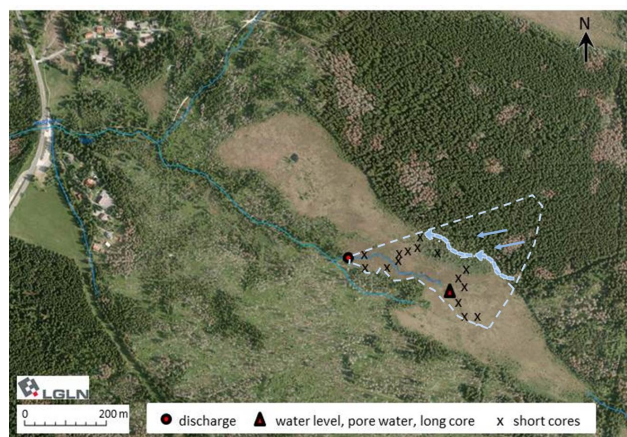 N
LGLN
0 200 m
discharge
water level, pore water, long core
x short cores